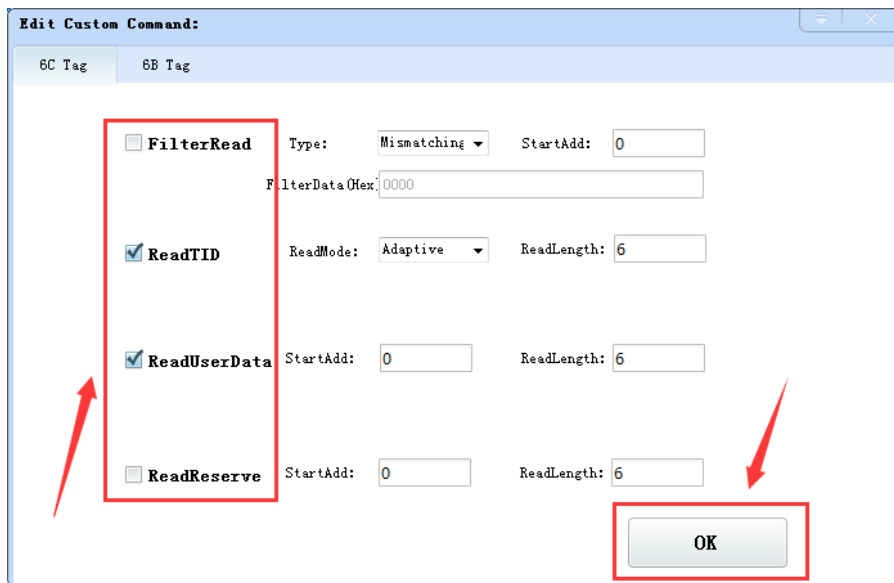 Edit Custom Command:
6C Tag 6B Tag
FilterRead Type: Mismatching StartAdd: 0
FilterData(Hex) 0000
ReadTID ReadMode: Adaptive ReadLength: 6
ReadUserData StartAdd: 0 ReadLength: 6
ReadReserve StartAdd: 0 ReadLength: 6
OK